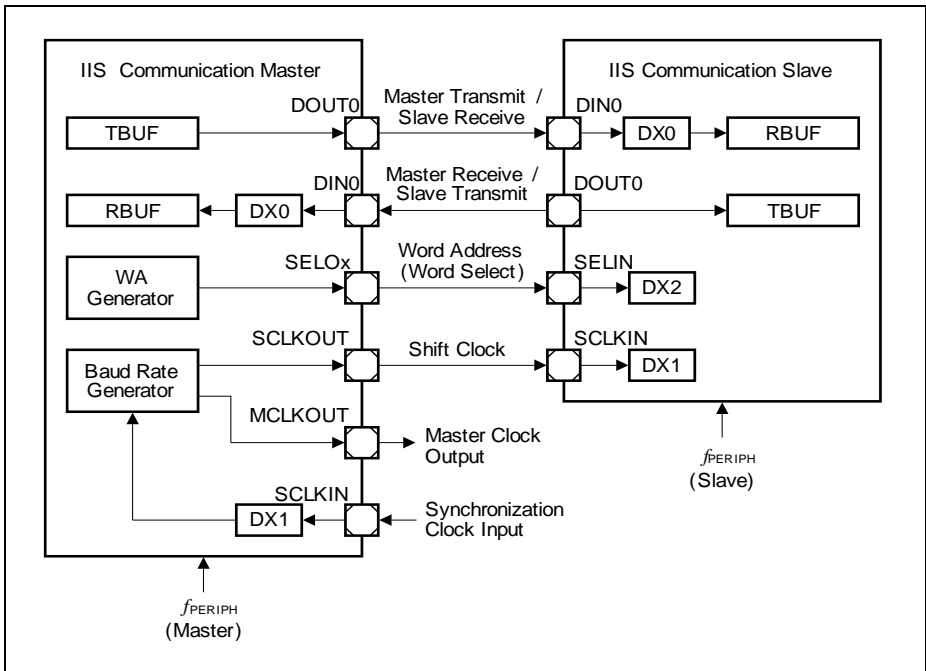 IIS Communication Master
IIS Communication Slave
DOUT0
Master Transmit /
Slave Receive
DIN0
TBUF
DX0
RBUF
DIN0
Master Receive /
Slave Transmit
DOUT0
RBUF
DX0
TBUF
WA
Generator
SELOx
Word Address
(Word Select)
SELIN
DX2
SCLKOUT
Shift Clock
SCLKIN
DX1
Baud Rate
Generator
MCLKOUT
Master Clock
Output
SCLKIN
DX1
Synchronization
Clock Input
fPERIPH
(Slave)
fPERIPH
(Master)